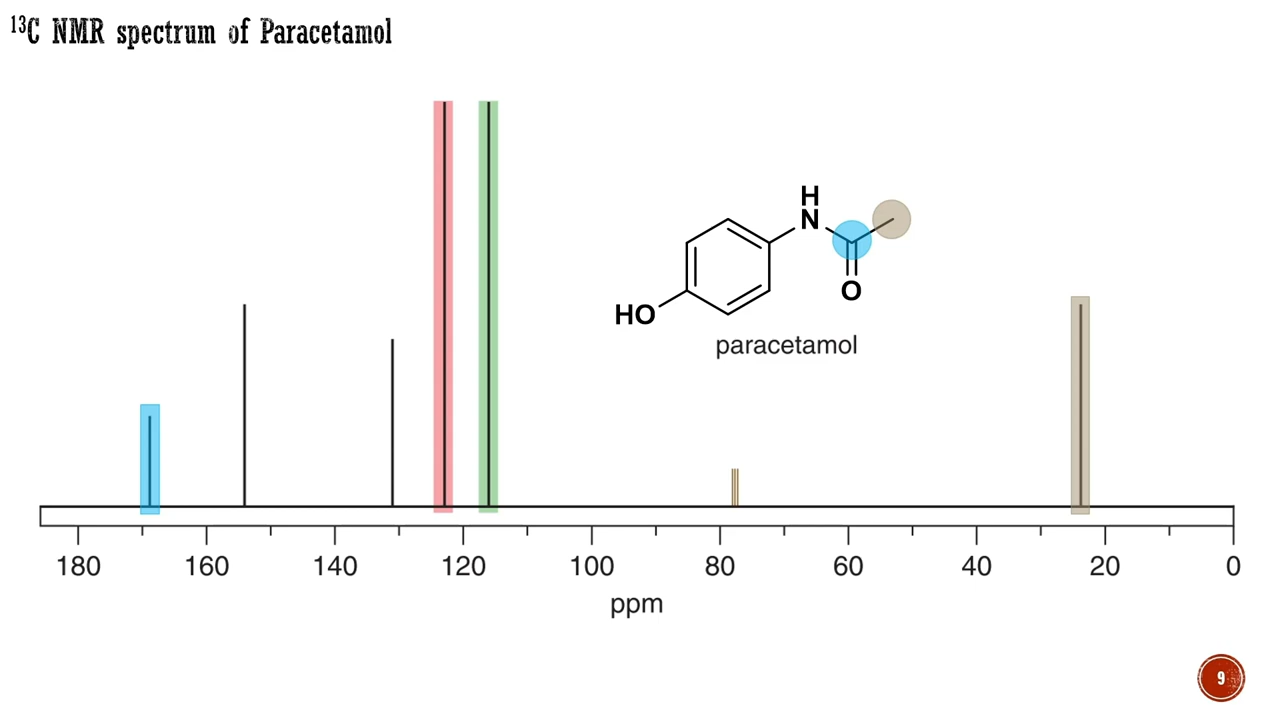 ¹³C NMR spectrum of Paracetamol
H
N
O
HO
paracetamol
180 160 140 120 100 80 60 40 20 0
ppm
9